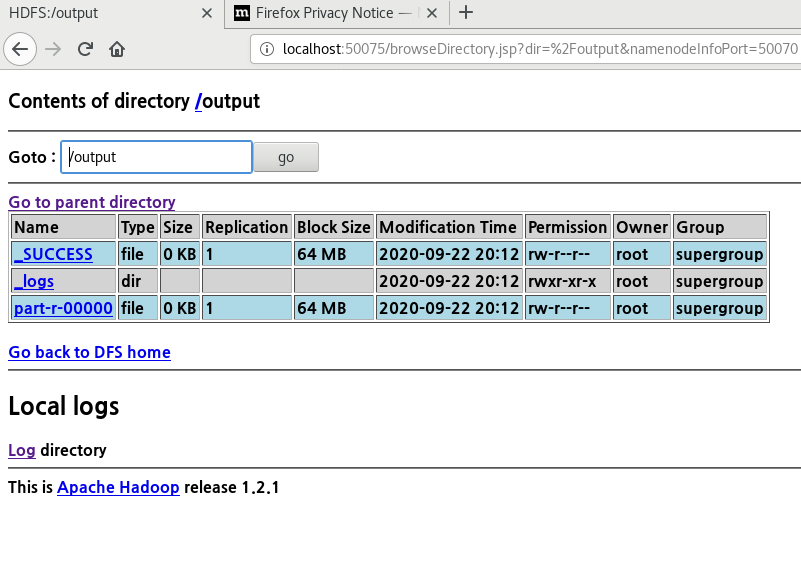 HDFS:/output
Firefox Privacy Notice —
localhost:50075/browseDirectory.jsp?dir=%2Foutput&namenodeInfoPort=50070
Contents of directory /output
Goto : /output go
Go to parent directory
Name Type Size Replication Block Size Modification Time Permission Owner Group
_SUCCESS file 0 KB 1 64 MB 2020-09-22 20:12 rw-r--r-- root supergroup
_logs dir 2020-09-22 20:12 rwxr-xr-x root supergroup
part-r-00000 file 0 KB 1 64 MB 2020-09-22 20:12 rw-r--r-- root supergroup
Go back to DFS home
Local logs
Log directory
This is Apache Hadoop release 1.2.1